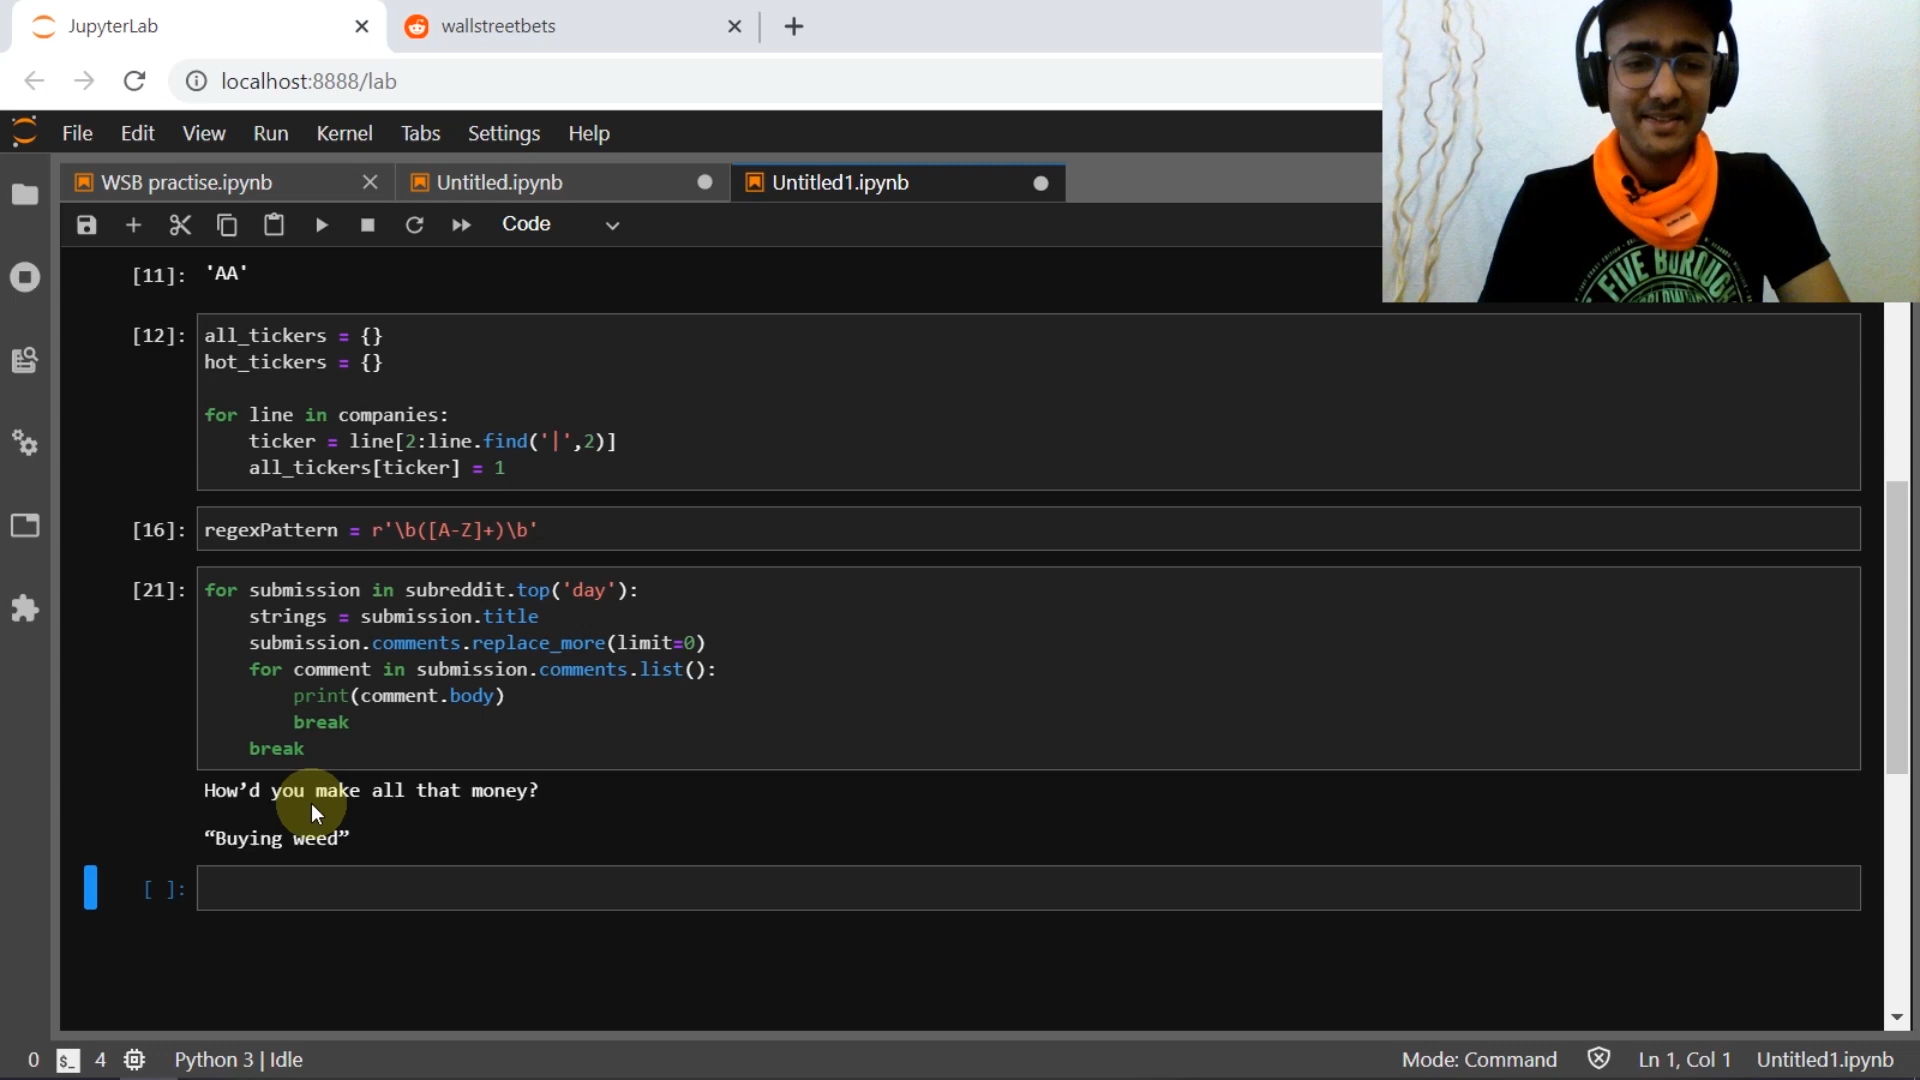 JupyterLab
wallstreetbets
localhost:8888/lab
File Edit View Run Kernel Tabs Settings Help
WSB practise.ipynb
Untitled.ipynb
Untitled1.ipynb
Code
[11]: 'AA'
[12]: all_tickers = {}
hot_tickers = {}
for line in companies:
ticker = line[2:line.find('|',2)]
all_tickers[ticker] = 1
[16]: regexPattern = r'\b([A-Z]+)\b'
[21]: for submission in subreddit.top('day'):
strings = submission.title
submission.comments.replace_more(limit=0)
for comment in submission.comments.list():
print(comment.body)
break
break
How’d you make all that money?
“Buying weed”
[ ]:
0 $_ 4 Python 3 | Idle
Mode: Command Ln 1, Col 1 Untitled1.ipynb
FIVE BOROUGH